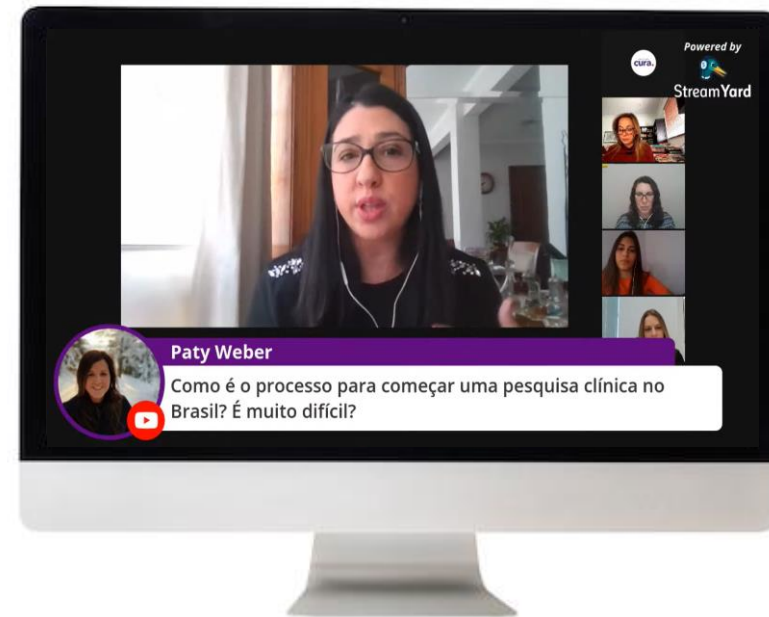 cura.
Powered by
StreamYard
Paty Weber
Como é o processo para começar uma pesquisa clínica no
Brasil? É muito difícil?